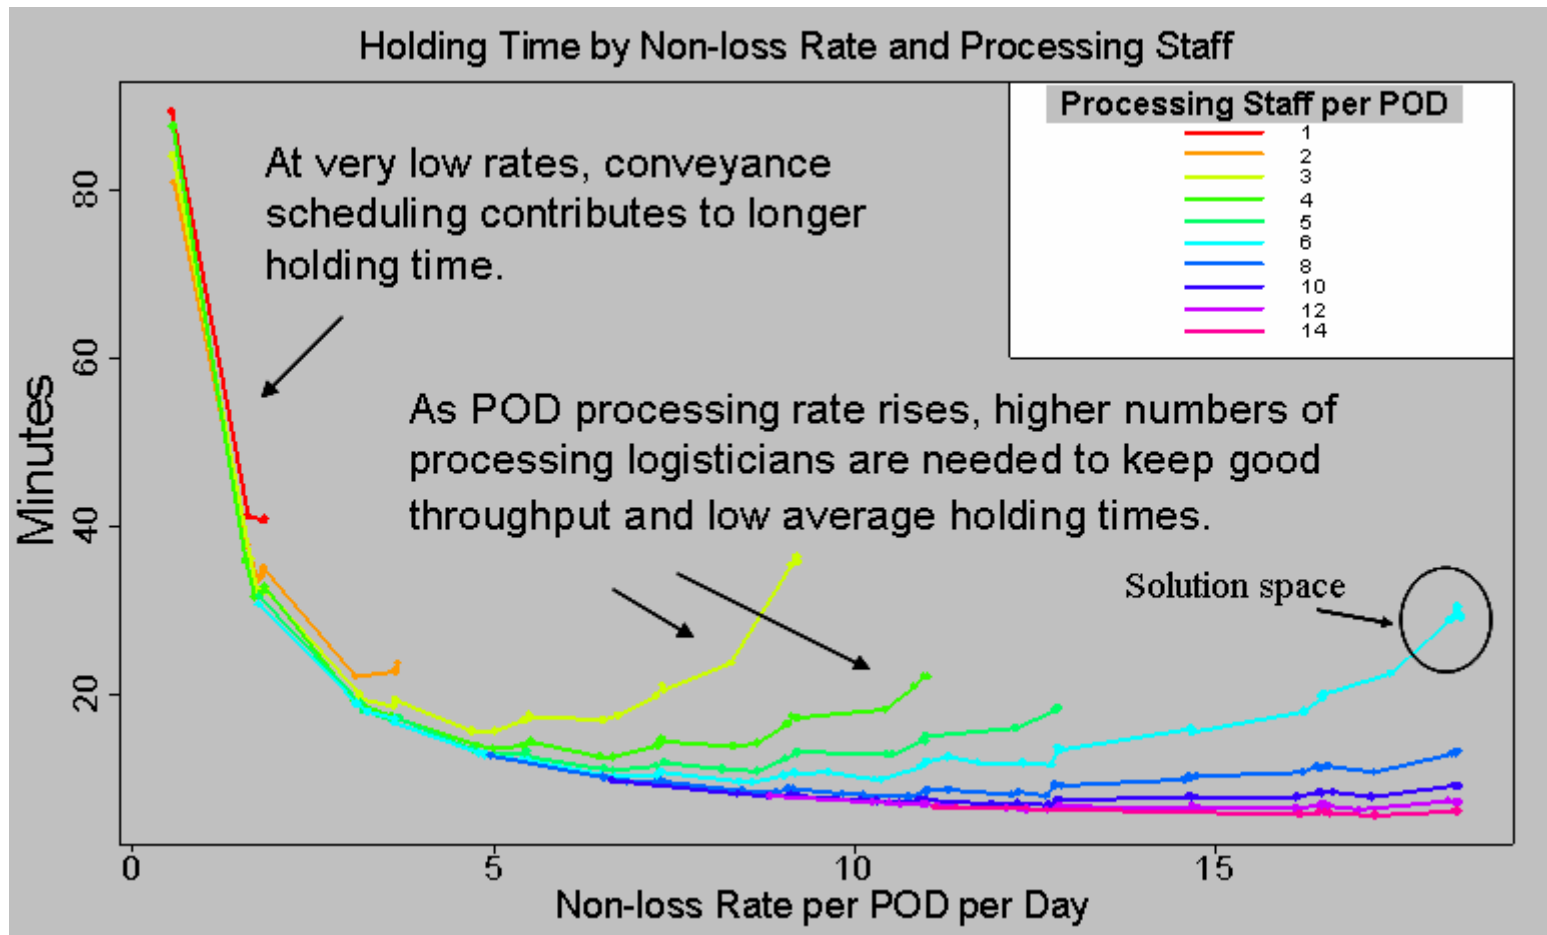 Holding Time by Non-loss Rate and Processing Staff
Processing Staff per POD
1
2
3
4
5
6
8
10
12
14
At very low rates, conveyance
scheduling contributes to longer
holding time.
As POD processing rate rises, higher numbers of
processing logisticians are needed to keep good
throughput and low average holding times.
Solution space
Minutes
80
60
40
20
0 5 10 15
Non-loss Rate per POD per Day